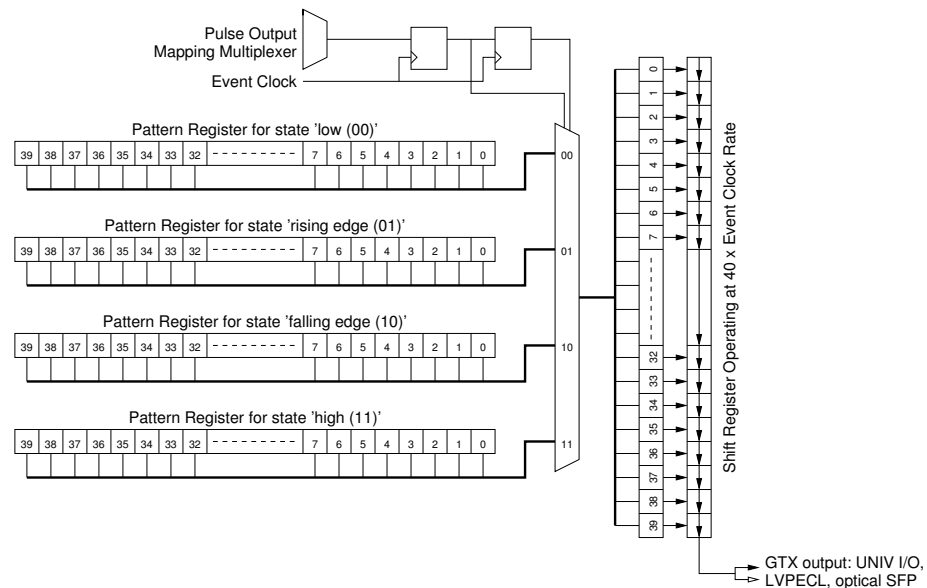 Pulse Output
Mapping Multiplexer
Event Clock
Pattern Register for state 'low (00)'
39 38 37 36 35 34 33 32 7 6 5 4 3 2 1 0
00
Pattern Register for state 'rising edge (01)'
39 38 37 36 35 34 33 32 7 6 5 4 3 2 1 0
01
Pattern Register for state 'falling edge (10)'
39 38 37 36 35 34 33 32 7 6 5 4 3 2 1 0
10
Pattern Register for state 'high (11)'
39 38 37 36 35 34 33 32 7 6 5 4 3 2 1 0
11
0
1
2
3
4
5
6
7
32
33
34
35
36
37
38
39
Shift Register Operating at 40 x Event Clock Rate
GTX output: UNIV I/O,
LVPECL, optical SFP